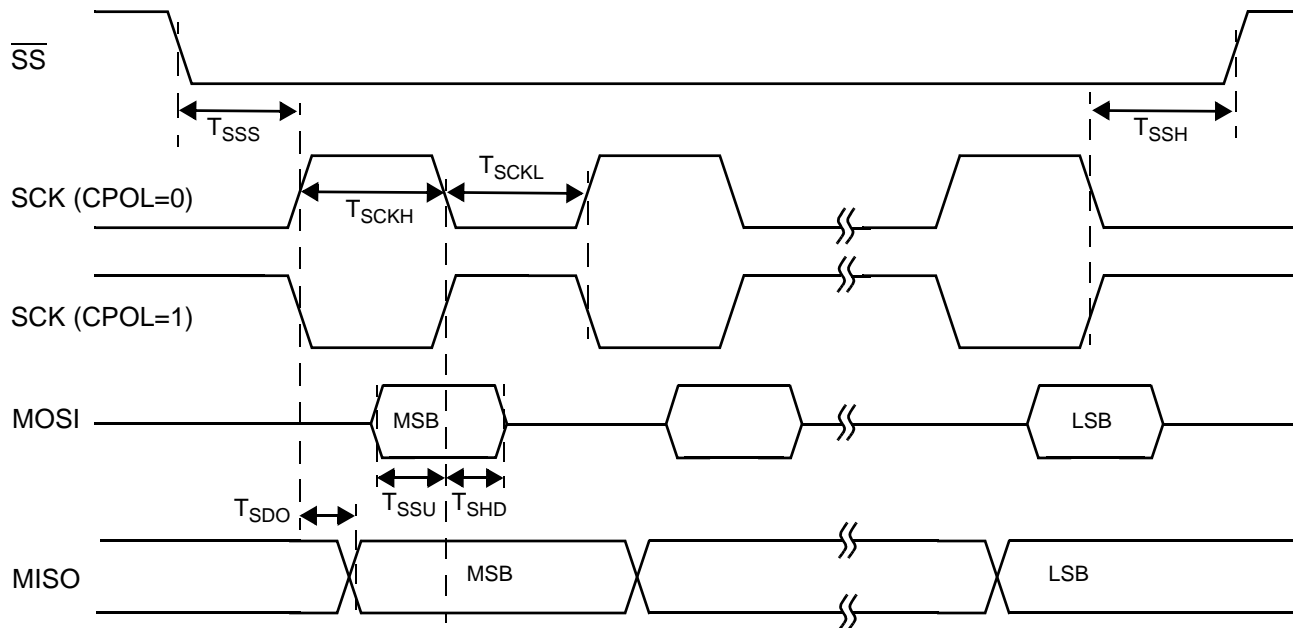 SS
TSSS
TSSH
TSCKL
SCK (CPOL=0)
TSCKH
SCK (CPOL=1)
MOSI
MSB
LSB
TSSU
TSHD
TSDO
MISO
MSB
LSB